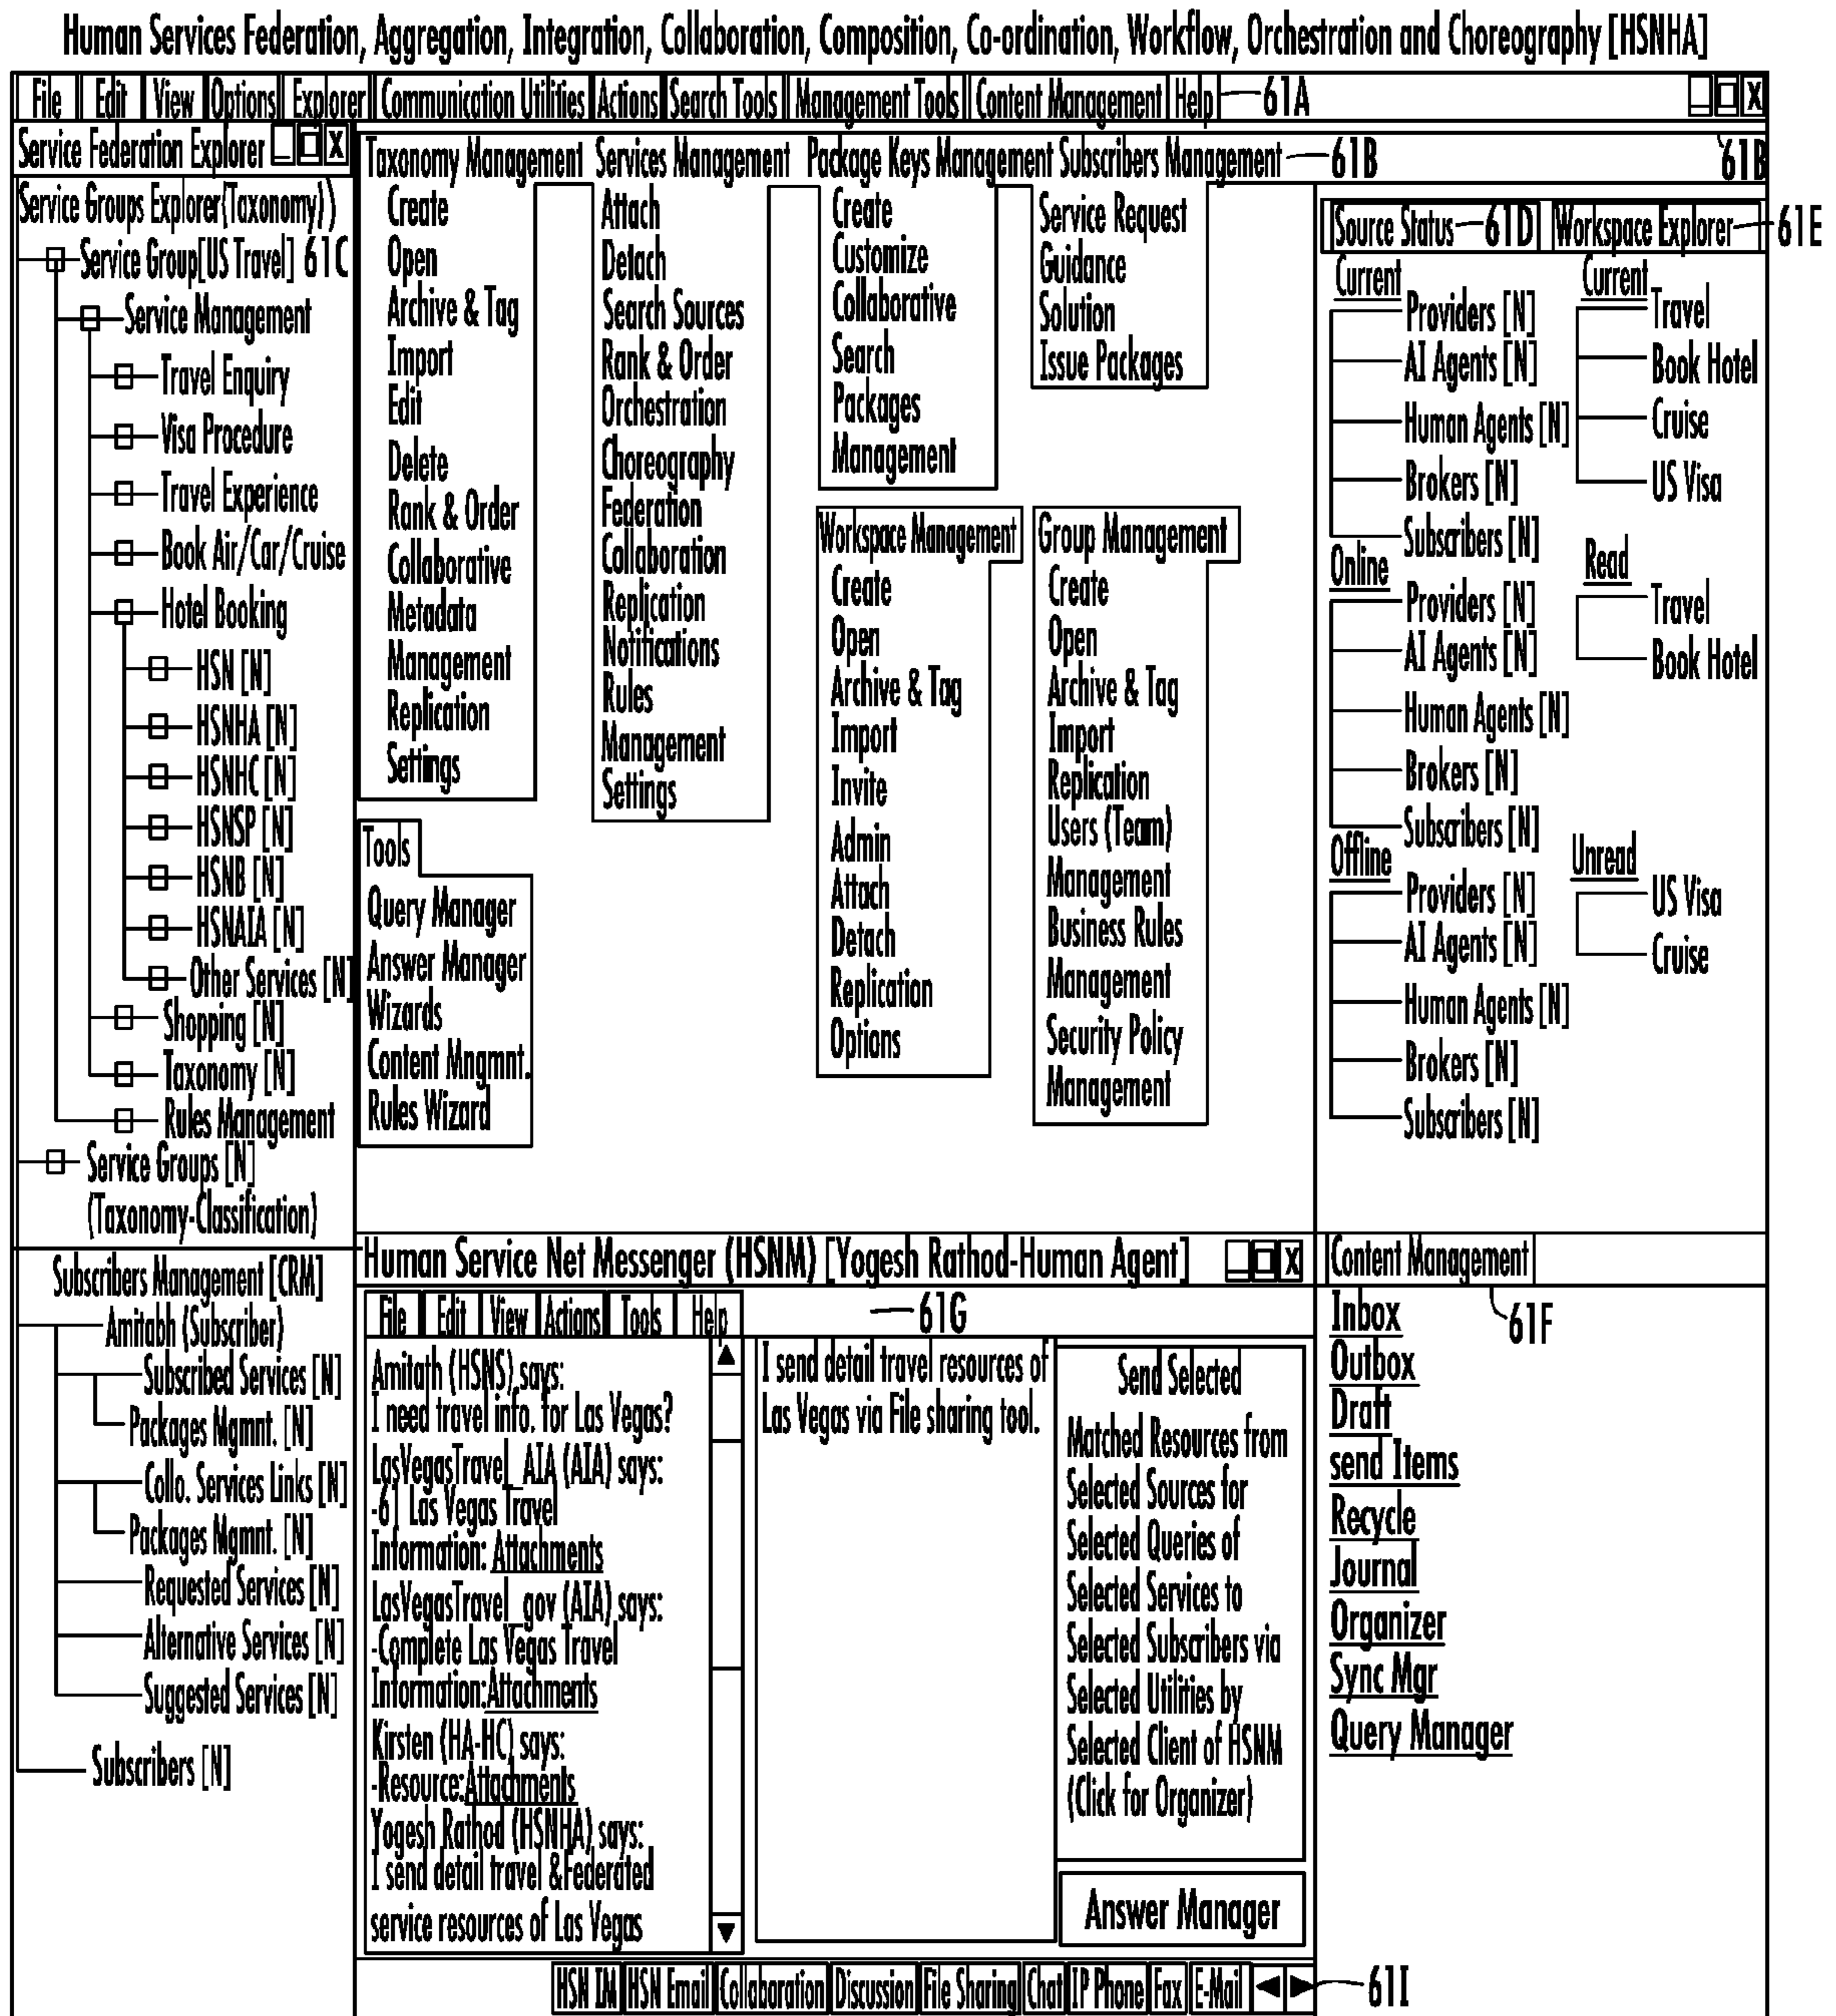 Human Services Federation, Aggregation, Integration, Collaboration, Composition, Co-ordination, Workflow, Orchestration and Choreography [HSNHA]
File Edit View Options Explorer Communication Utilities Actions Search Tools Management Tools Content Management Help 61A
X
Service Federation Explorer X
Service Groups Explorer(Taxonomy))
Service Group[US Travel] 61C
Service Management
Travel Enquiry
Visa Procedure
Travel Experience
Book Air/Car/Cruise
Hotel Booking
HSN [N]
HSNHA [N]
HSNHC [N]
HSNSP [N]
HSNB [N]
HSNAIA [N]
Other Services [N]
Shopping [N]
Taxonomy [N]
Rules Management
Service Groups [N]
(Taxonomy-Classification)
Taxonomy Management Services Management Package Keys Management Subscribers Management 61B
61B
Create
Open
Archive & Tag
Import
Edit
Delete
Rank & Order
Collaborative
Metadata
Management
Replication
Settings
Attach
Detach
Search Sources
Rank & Order
Orchestration
Choreography
Federation
Collaboration
Replication
Notifications
Rules
Management
Settings
Create
Customize
Collaborative
Search
Packages
Management
Service Request
Guidance
Solution
Issue Packages
Tools
Query Manager
Answer Manager
Wizards
Content Mngmnt.
Rules Wizard
Workspace Management
Create
Open
Archive & Tag
Import
Invite
Admin
Attach
Detach
Replication
Options
Group Management
Create
Open
Archive & Tag
Import
Replication
Users (Team)
Management
Business Rules
Management
Security Policy
Management
Source Status 61D
Current
Providers [N]
AI Agents [N]
Human Agents [N]
Brokers [N]
Subscribers [N]
Online
Providers [N]
AI Agents [N]
Human Agents [N]
Brokers [N]
Subscribers [N]
Offline
Providers [N]
AI Agents [N]
Human Agents [N]
Brokers [N]
Subscribers [N]
Workspace Explorer 61E
Current
Travel
Book Hotel
Cruise
US Visa
Read
Travel
Book Hotel
Unread
US Visa
Cruise
Subscribers Management [CRM]
Amitabh (Subscriber)
Subscribed Services [N]
Packages Mgmnt. [N]
Collo. Services Links [N]
Packages Mgmnt. [N]
Requested Services [N]
Alternative Services [N]
Suggested Services [N]
Subscribers [N]
Human Service Net Messenger (HSNM) [Yogesh Rathod-Human Agent] X
File Edit View Actions Tools Help 61G
Amitath (HSNS) says:
I need travel info. for Las Vegas?
LasVegasTravel_AIA (AIA) says:
-61 Las Vegas Travel
Information: Attachments
LasVegasTravel_gov (AIA) says:
-Complete Las Vegas Travel
Information:Attachments
Kirsten (HA-HC) says:
-Resource:Attachments
Yogesh Rathod (HSNHA) says:
I send detail travel &Federated
service resources of Las Vegas
I send detail travel resources of
Las Vegas via File sharing tool.
Send Selected
Matched Resources from
Selected Sources for
Selected Queries of
Selected Services to
Selected Subscribers via
Selected Utilities by
Selected Client of HSNM
(Click for Organizer)
Answer Manager
HSN IM HSN Email Collaboration Discussion File Sharing Chat IP Phone Fax E-Mail 61I
Content Management
61F
Inbox
Outbox
Draft
send Items
Recycle
Journal
Organizer
Sync Mgr
Query Manager